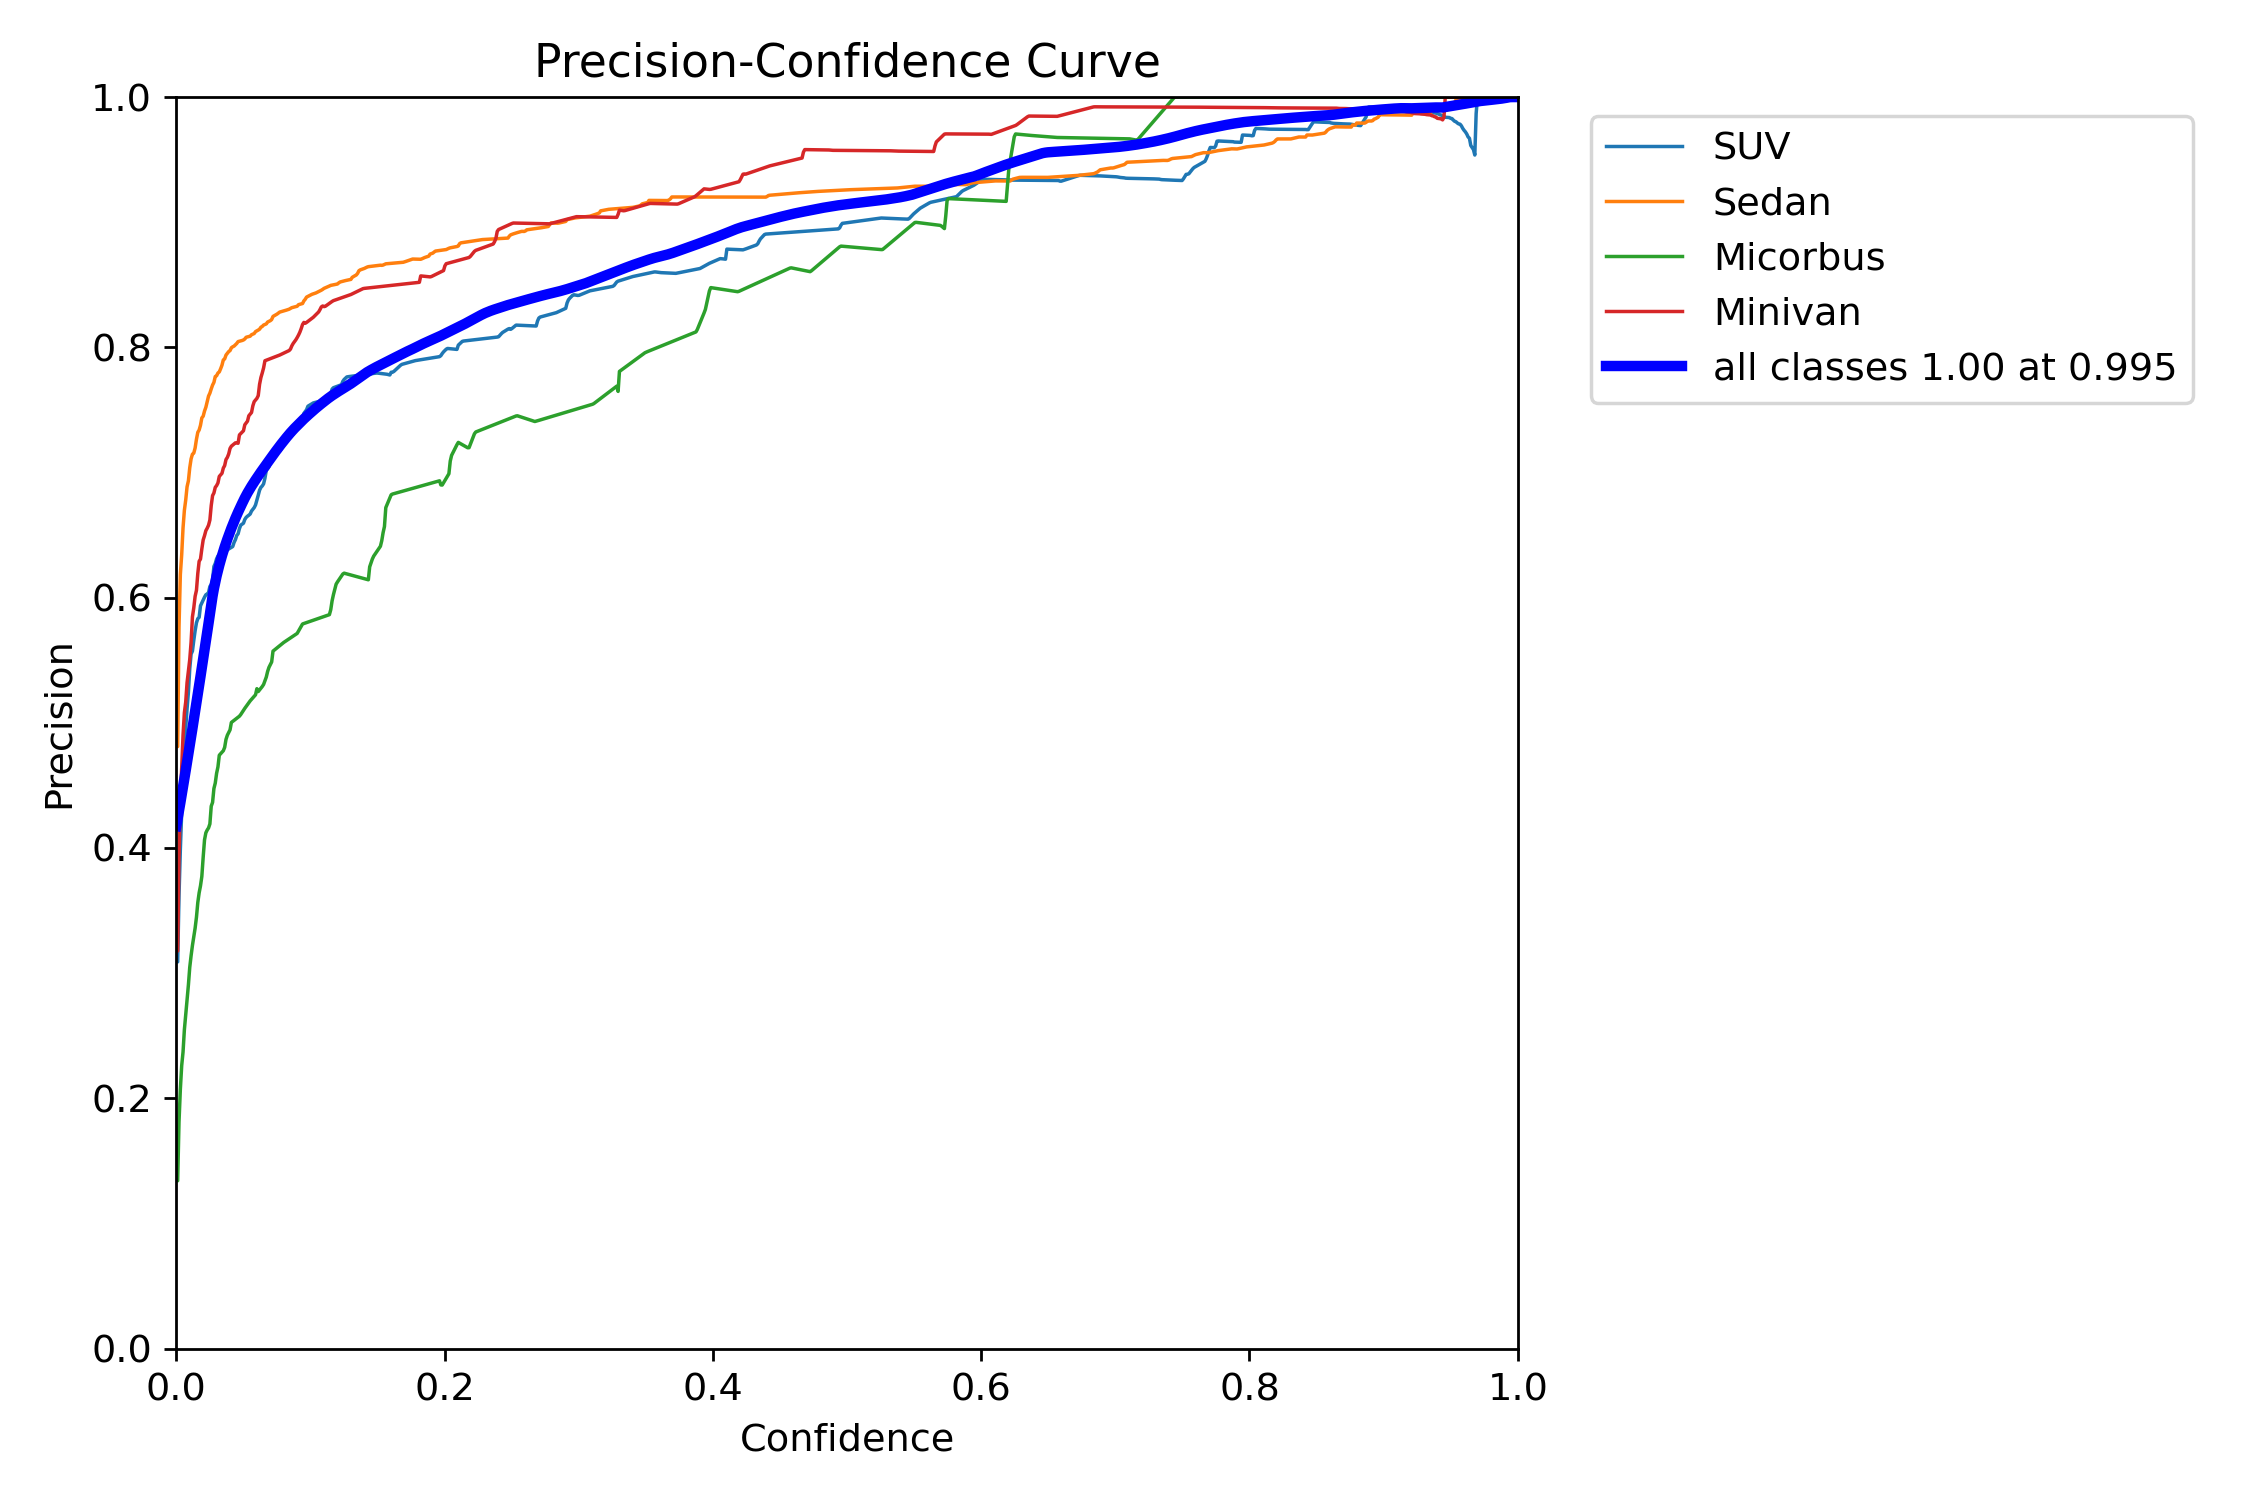 Precision-Confidence Curve
1.0
0.8
0.6
0.4
0.2
0.0
Precision
0.0 0.2 0.4 0.6 0.8 1.0
Confidence
SUV
Sedan
Micorbus
Minivan
all classes 1.00 at 0.995